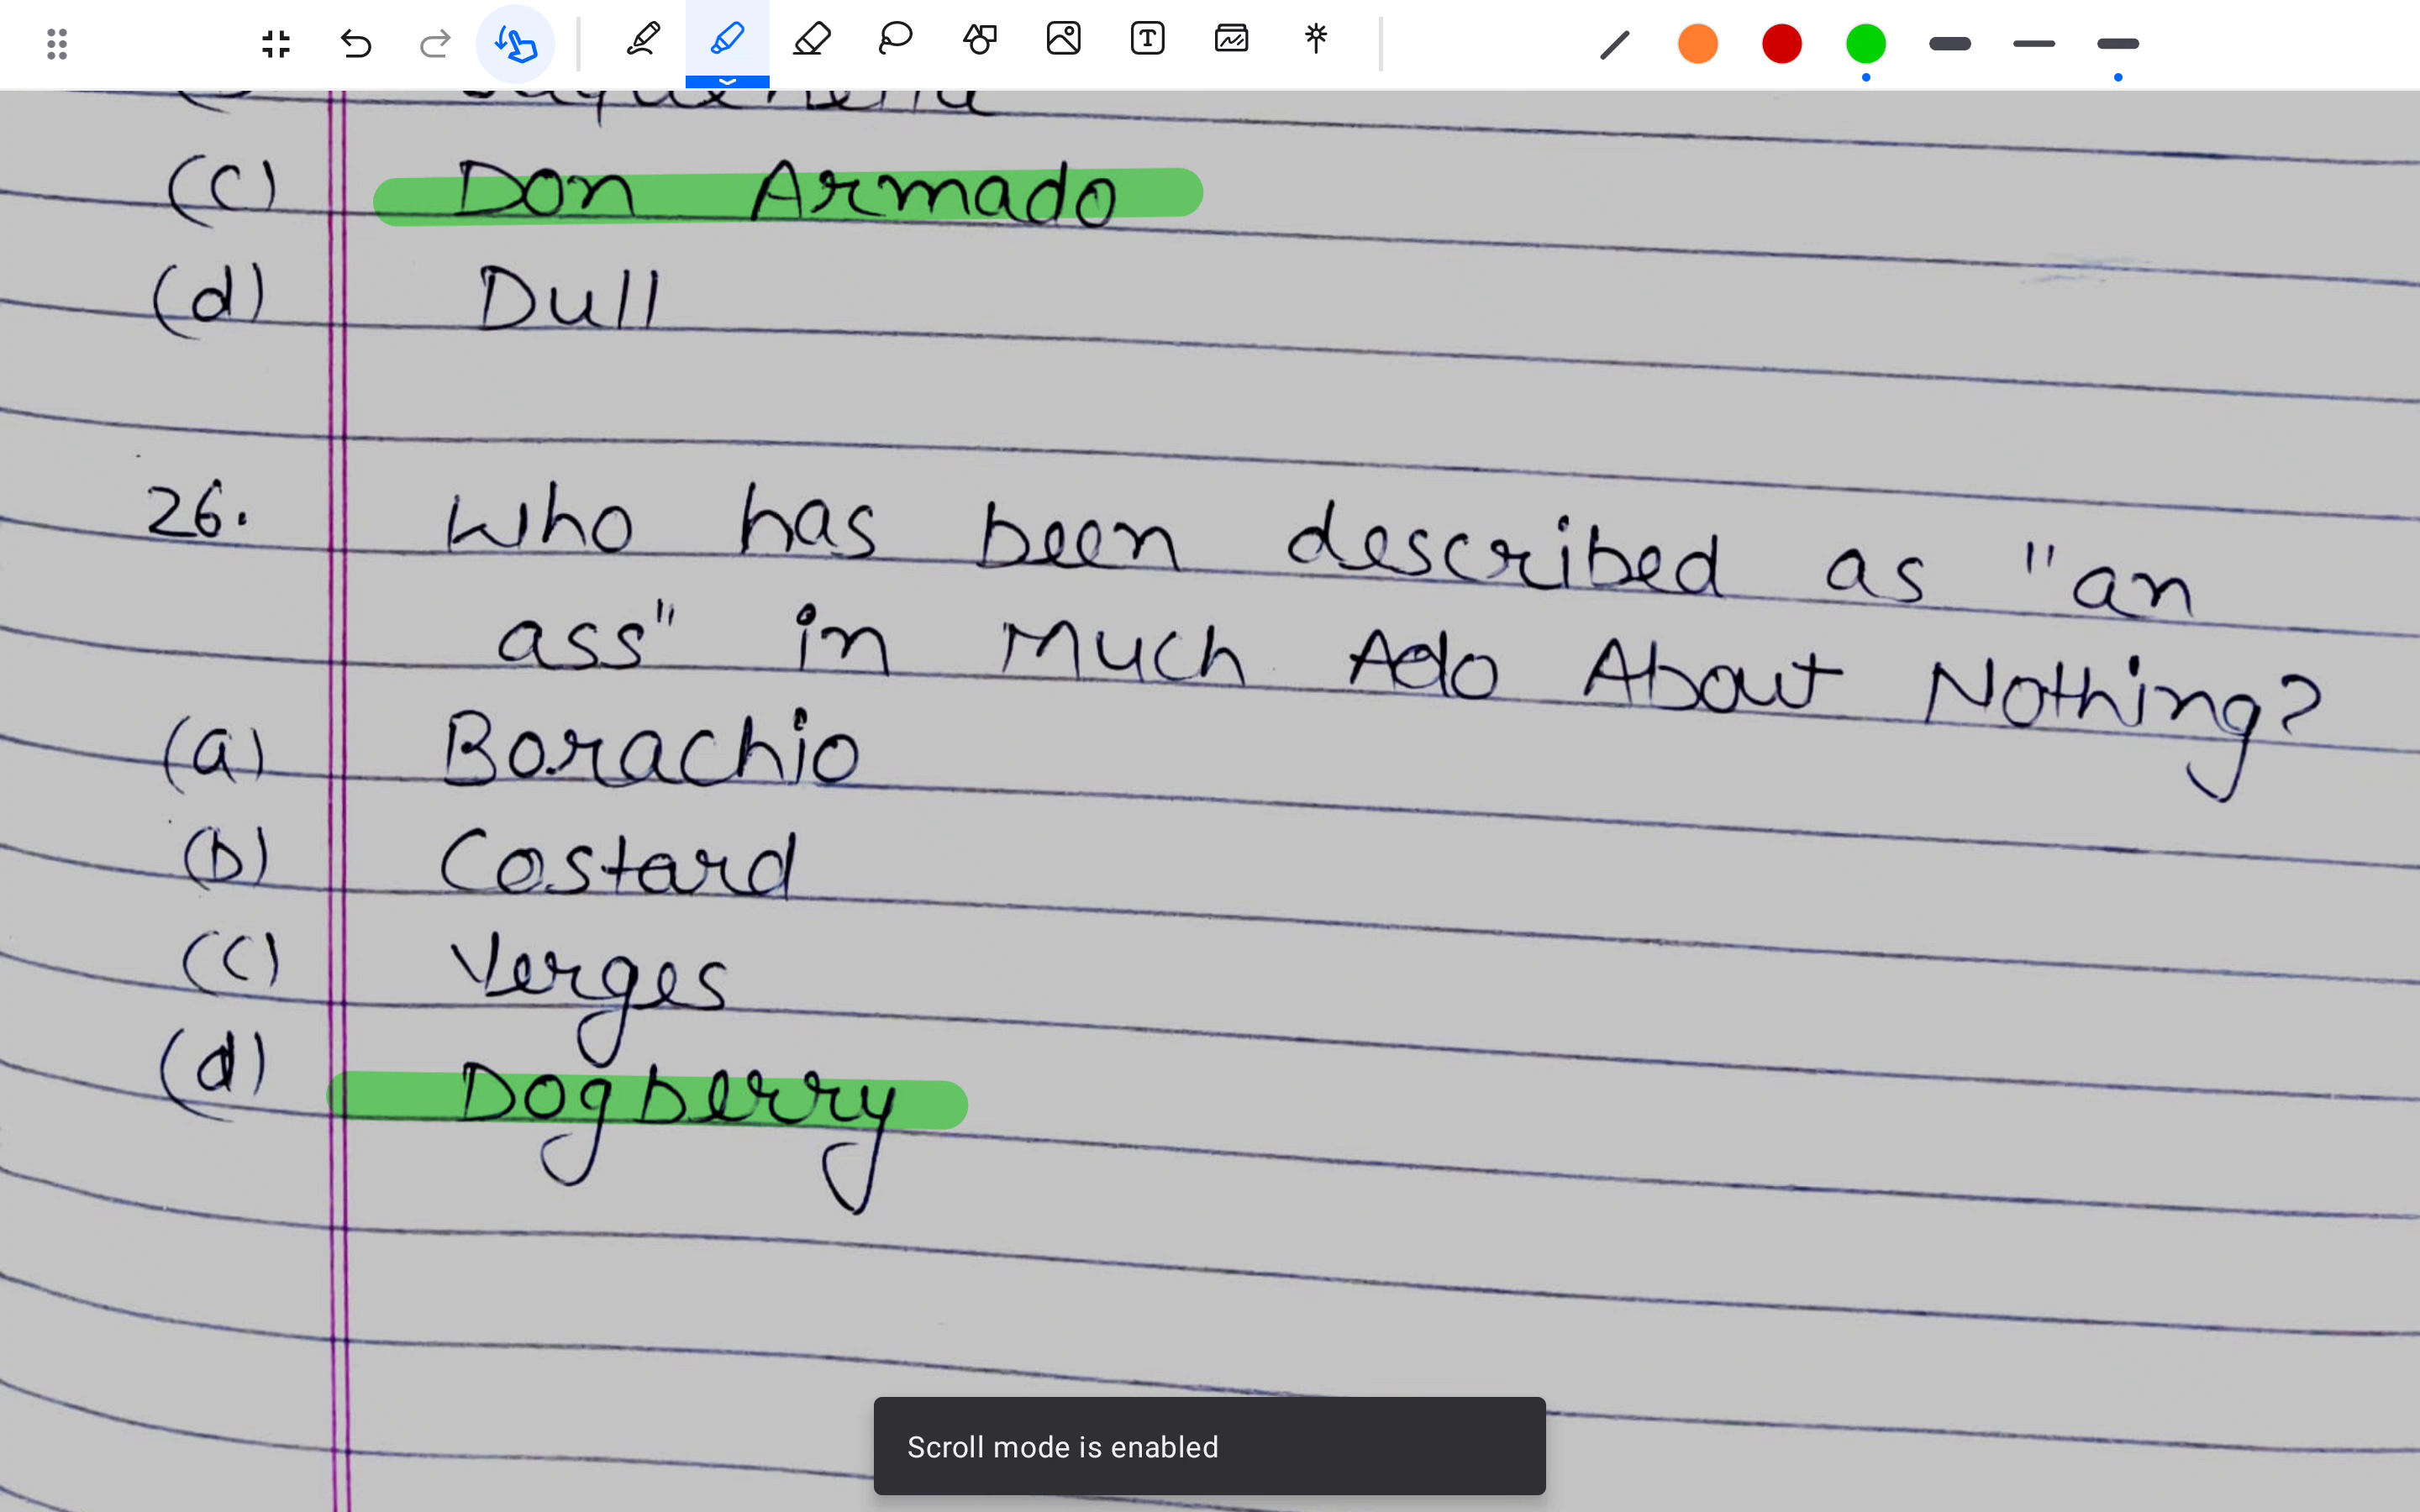 (c) Don Armado
(d) Dull
26. Who has been described as "an
ass" in Much Ado About Nothing?
(a) Borachio
(b) Costard
(c) Verges
(d) Dogberry
Scroll mode is enabled